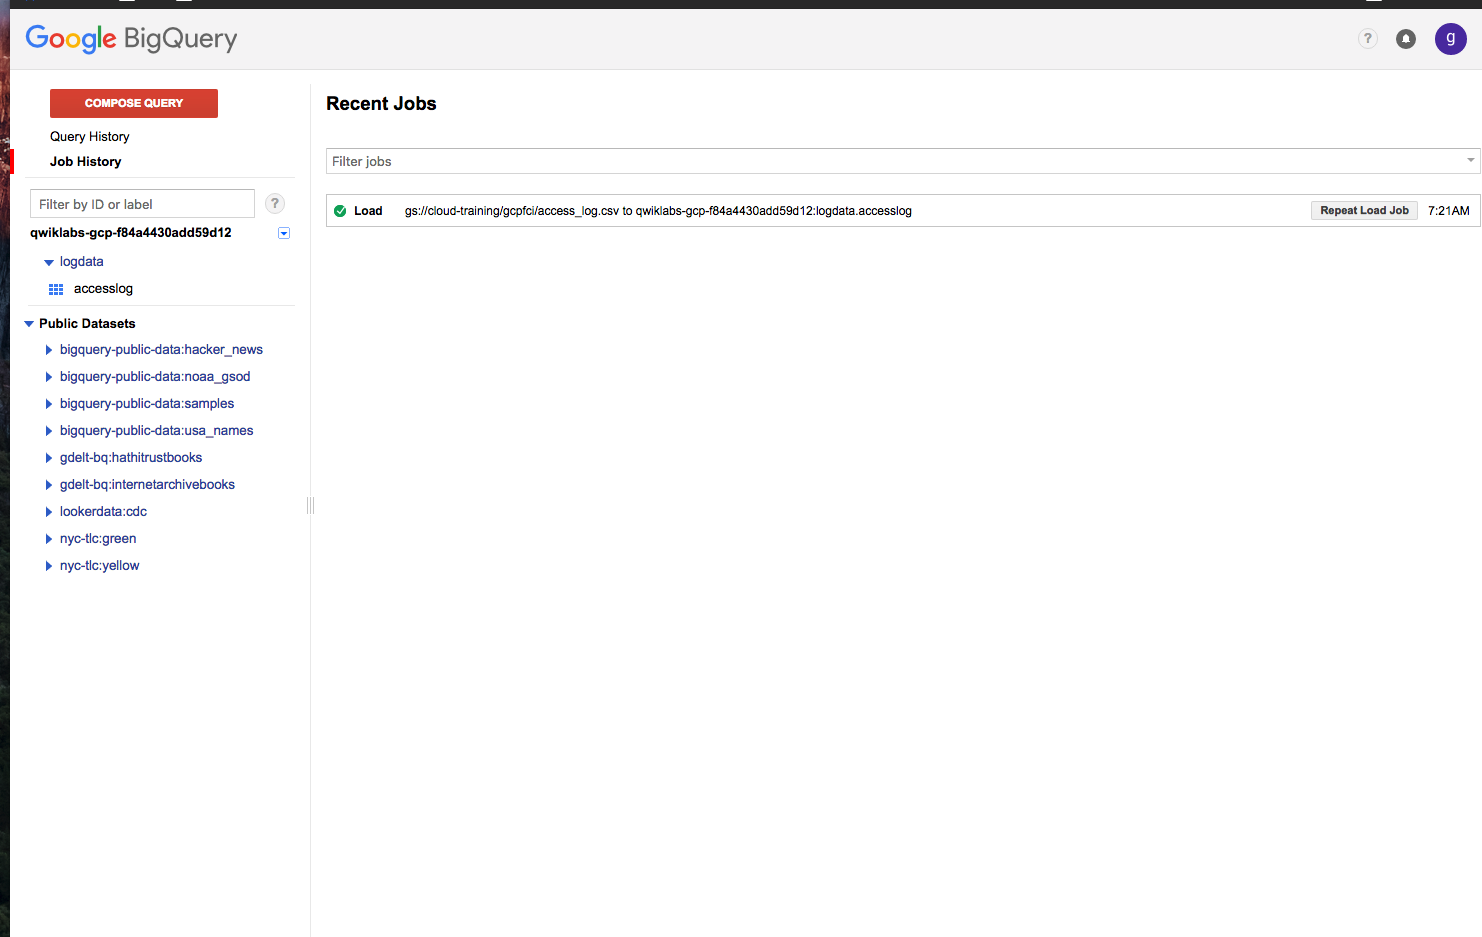 Google BigQuery
?
g
COMPOSE QUERY
Query History
Job History
Filter by ID or label
?
qwiklabs-gcp-f84a4430add59d12
logdata
accesslog
Public Datasets
bigquery-public-data:hacker_news
bigquery-public-data:noaa_gsod
bigquery-public-data:samples
bigquery-public-data:usa_names
gdelt-bq:hathitrustbooks
gdelt-bq:internetarchivebooks
lookerdata:cdc
nyc-tlc:green
nyc-tlc:yellow
Recent Jobs
Filter jobs
Load gs://cloud-training/gcpfci/access_log.csv to qwiklabs-gcp-f84a4430add59d12:logdata.accesslog Repeat Load Job 7:21AM